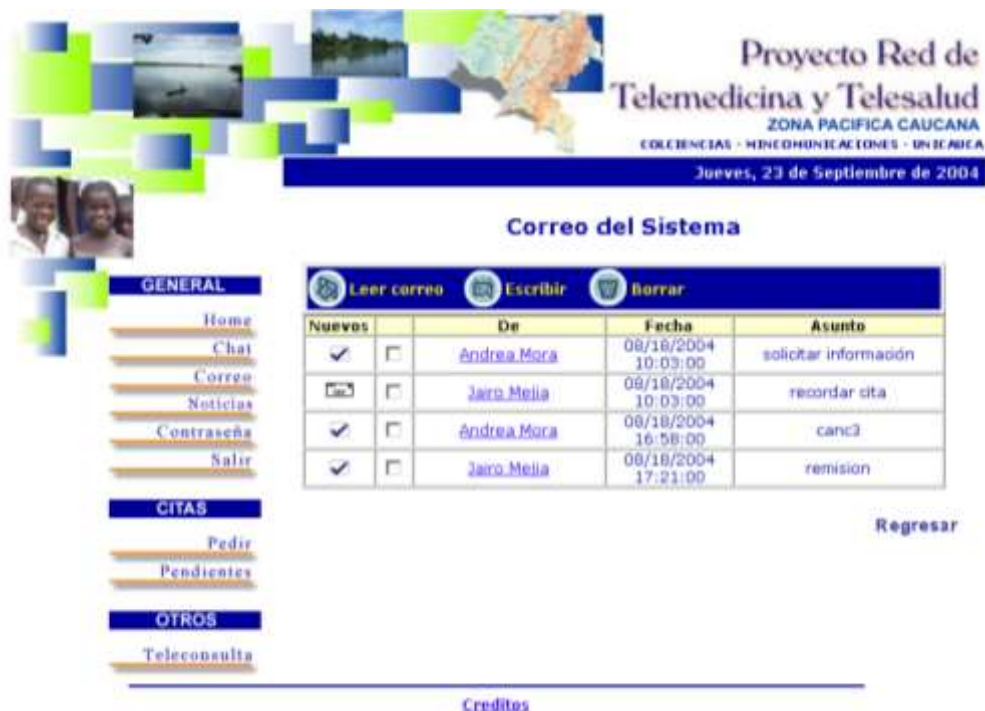 Proyecto Red de
Telemedicina y Telesalud
ZONA PACIFICA CAUCANA
COLCIENCIAS - MINCOMUNICACIONES - UNICAUCA
Jueves, 23 de Septiembre de 2004
Correo del Sistema
GENERAL
Home
Chat
Correo
Noticias
Contraseña
Salir
CITAS
Pedir
Pendientes
OTROS
Teleconsulta
Leer correo Escribir Borrar
Nuevos De Fecha Asunto
Andrea Mora 08/18/2004 10:03:00 solicitar información
Jairo Mejia 08/18/2004 10:03:00 recordar cita
Andrea Mora 08/18/2004 16:58:00 canc3
Jairo Mejia 08/18/2004 17:21:00 remision
Regresar
Creditos